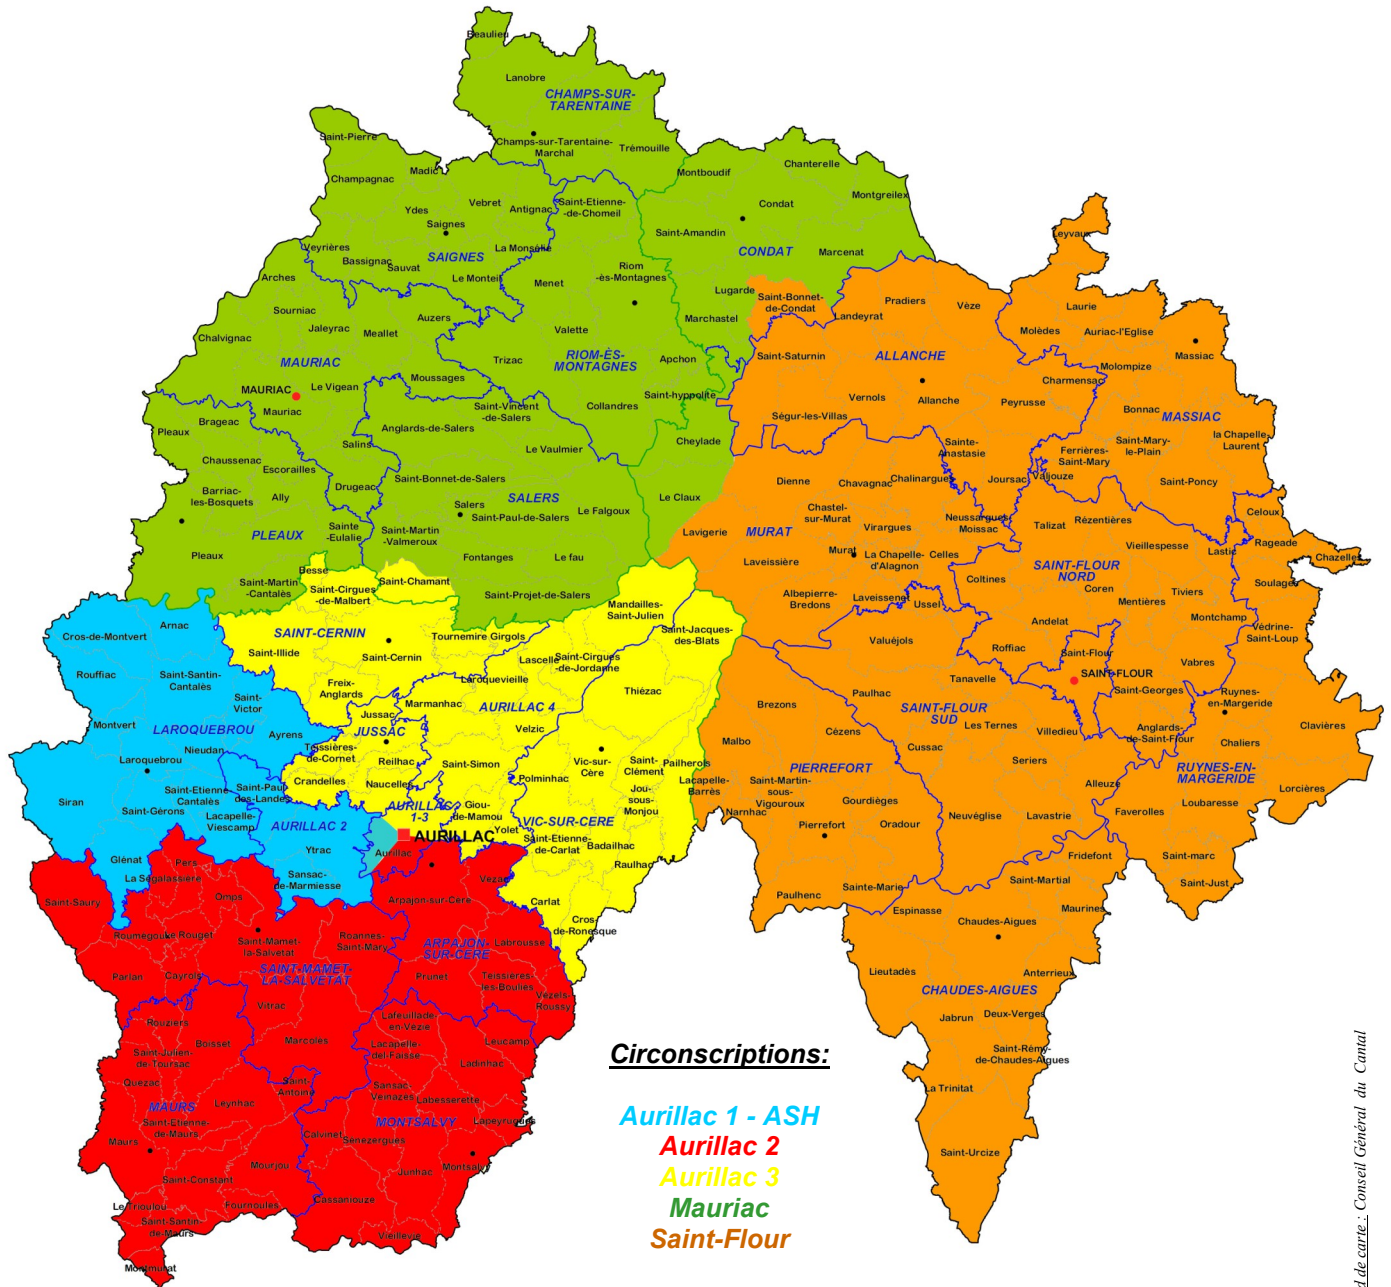 Beaulieu
Lanobre
CHAMPS-SUR-
TARENTAINE
Champs-sur-Tarentaine-
Marchal
Trémouille
Saint-Pierre
Champagnac
Madic
Ydes
Vebret
Antignac
Saignes
Saint-Etienne-
-de-Chomeil
Montboudif
Chanterelle
Condat
Montgreilex
Saint-Amandin
CONDAT
Marcenat
Veyrières
Bassignac
Sauvat
SAIGNES
La Monsélie
Le Monteil
Menet
Riom
-ès-Montagnes
Lugarde
Saint-Bonnet-
de-Condat
Marchastel
Leyvaux
Arches
Sourniac
Jaleyrac
Meallet
Auzers
Chalvignac
MAURIAC
MAURIAC
Le Vigean
Mauriac
Valette
Trizac
RIOM-ÈS-
MONTAGNES
Apchon
Moussages
Saint-hyppolite
Collandres
Cheylade
Landeyrat
Pradiers
Vèze
Saint-Saturnin
ALLANCHE
Vernols
Allanche
Peyrusse
Ségur-les-Villas
Sainte-
Anastasie
Charmensac
Laurie
Molèdes
Auriac-l'Eglise
Massiac
Molompize
Bonnac
MASSIAC
la Chapelle-
Laurent
Saint-Mary-
le-Plain
Ferrières-
Saint-Mary
Saint-Poncy
Valjouze
Joursac
Pleaux
Brageac
Chaussenac
Escorailles
Salins
Drugeac
Barriac-
les-Bosquets
Ally
PLEAUX
Pleaux
Sainte
-Eulalie
Saint-Martin
-Cantalès
Anglards-de-Salers
Saint-Vincent
-de-Salers
Le Vaulmier
Saint-Bonnet-de-Salers
Salers
SALERS
Saint-Paul-de-Salers
Le Falgoux
Saint-Martin
-Valmeroux
Fontanges
Le fau
Saint-Projet-de-Salers
Le Claux
Lavigerie
Dienne
Chavagnac
Chalinargues
Chastel-
sur-Murat
Virargues
Neussargues
Moissac
MURAT
Murat
La Chapelle-
d'Alagnon
Celles
Laveissière
Albepierre-
Bredons
Laveissenet
Ussel
Valuéjols
Coltines
Talizat
Rézentières
Vieillespesse
Lastic
Celoux
Rageade
Chazelles
Soulages
SAINT-FLOUR
NORD
Coren
Mentières
Tiviers
Montchamp
Védrine-
Saint-Loup
Andelat
Roffiac
Saint-Flour
SAINT-FLOUR
Vabres
Saint-Georges
Ruynes-
en-Margeride
Anglards-
de-Saint-Flour
Clavières
Chaliers
RUYNES-EN-
MARGERIDE
Lorcières
Loubaresse
Faverolles
Saint-marc
Saint-Just
Tanavelle
Paulhac
SAINT-FLOUR
SUD
Les Ternes
Villedieu
Cussac
Seriers
Alleuze
Neuvéglise
Lavastrie
Fridefont
Brezons
Cézens
Malbo
PIERREFORT
Saint-Martin-
sous-
Vigouroux
Gourdièges
Narnhac
Pierrefort
Oradour
Lacapelle-
Barrès
Paulhenc
Sainte-Marie
Espinasse
Saint-Martial
Maurines
Chaudes-Aigues
Lieutadès
Anterrieux
CHAUDES-AIGUES
Jabrun
Deux-Verges
Saint-Rémy-
de-Chaudes-Aigues
La Trinitat
Saint-Urcize
Besse
Saint-Chamant
Saint-Cirgues
-de-Malbert
SAINT-CERNIN
Saint-Illide
Saint-Cernin
Tournemire
Girgols
Freix-
Anglards
Mandailles-
Saint-Julien
Saint-Jacques-
des-Blats
Lascelle
Saint-Cirgues
-de-Jordanne
Laroquevieille
Thiézac
Marmanhac
AURILLAC 4
Velzic
Jussac
JUSSAC
Teissières-
de-Cornet
Reilhac
Crandelles
Naucelles
Saint-Simon
Polminhac
Vic-sur-
Cère
Saint-
Clément
Pailherols
Jou-
sous-
Monjou
AURILLAC
1-3
Giou-
de-Mamou
Yolet
VIC-SUR-CERE
AURILLAC
Saint-Etienne
de-Carlat
Badailhac
Raulhac
Carlat
Cros-
de-Ronesque
Cros-de-Montvert
Arnac
Rouffiac
Saint-Santin-
Cantalès
Saint-
Victor
Montvert
LAROQUEBROU
Ayrens
Nieudan
Laroquebrou
Siran
Saint-Etienne
Cantalès
Saint-Gérons
Saint-Paul
des-Landes
Lacapelle-
Viescamp
AURILLAC 2
Ytrac
Aurillac
Sansac-
de-Marmiesse
Glénat
Pers
La Ségalassière
Saint-Saury
Omps
Roumegoux
Le Rouget
Saint-Mamet-
la-Salvetat
Roannes-
Saint-Mary
SAINT-MAMET-
LA-SALVETAT
Parlan
Cayrols
Vitrac
Arpajon-sur-Cère
Vezac
ARPAJON-
SUR-CERE
Labrousse
Prunet
Teissières-
les-Bouliès
Vezels-
Roussy
Rouziers
Boisset
Marcoles
Lafeuillade-
en-Vézie
Lacapelle-
del-Faisse
Leucamp
Ladinhac
Saint-Julien-
de-Toursac
Quezac
Leynhac
Saint-
Antoine
Sansac-
Veinazes
Labesserette
MAURS
Saint-Etienne-
de-Maurs
Maurs
Calvinet
Senezergues
MONTSALVY
Lapeyrugues
Junhac
Montsalvy
Mourjou
Saint-Constant
Le Trioulou
Fournoules
Cassaniouze
Saint-Santin-
de-Maurs
Vieillevie
Montmurat
Circonscriptions:
Aurillac 1 - ASH
Aurillac 2
Aurillac 3
Mauriac
Saint-Flour
d de carte : Conseil Général du Cantal